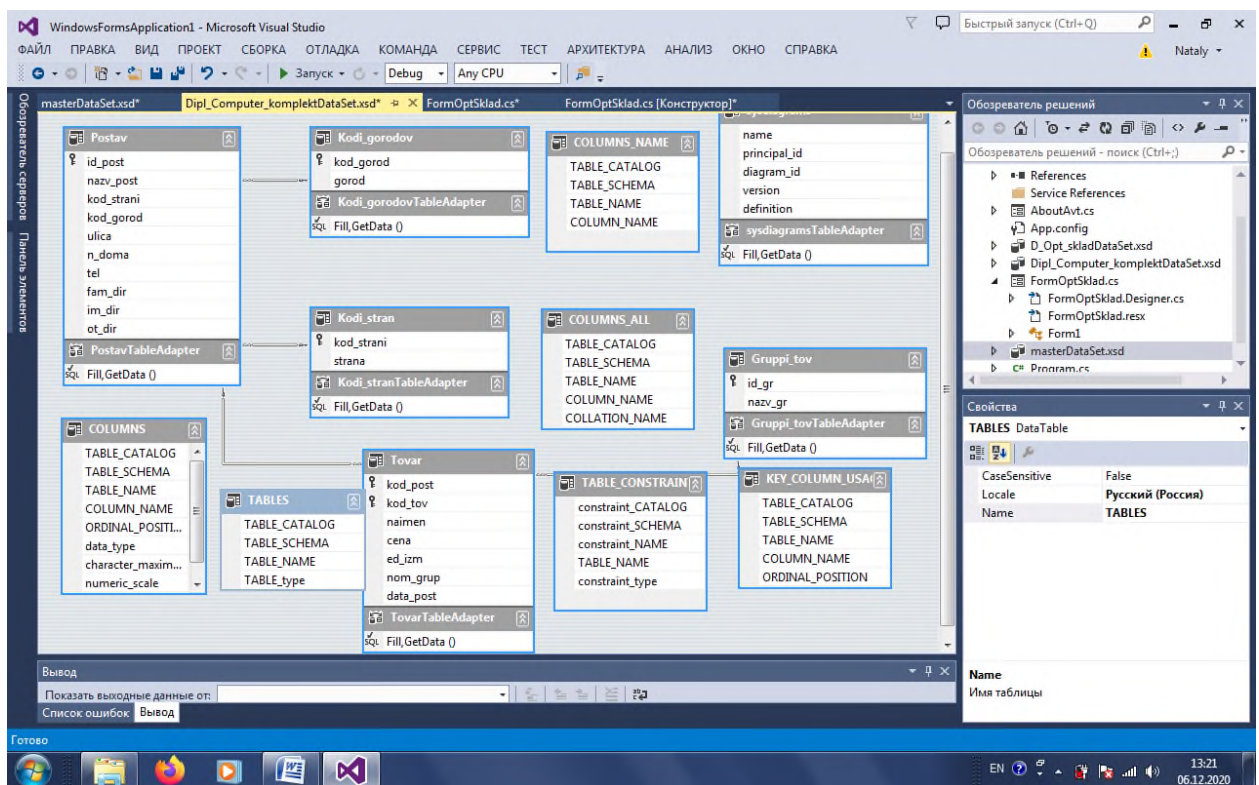 WindowsFormsApplication1 - Microsoft Visual Studio
Быстрый запуск (Ctrl+Q)
ФАЙЛ ПРАВКА ВИД ПРОЕКТ СБОРКА ОТЛАДКА КОМАНДА СЕРВИС ТЕСТ АРХИТЕКТУРА АНАЛИЗ ОКНО СПРАВКА
Nataly
Запуск Debug Any CPU
Обозреватель серверов
Панель элементов
masterDataSet.xsd* Dipl_Computer_komplektDataSet.xsd* FormOptSklad.cs* FormOptSklad.cs [Конструктор]*
Postav
id_post
nazv_post
kod_strani
kod_gorod
ulica
n_doma
tel
fam_dir
im_dir
ot_dir
PostavTableAdapter
SQL Fill,GetData ()
Kodi_gorodov
kod_gorod
gorod
Kodi_gorodovTableAdapter
SQL Fill,GetData ()
COLUMNS_NAME
TABLE_CATALOG
TABLE_SCHEMA
TABLE_NAME
COLUMN_NAME
name
principal_id
diagram_id
version
definition
sysdiagramsTableAdapter
SQL Fill,GetData ()
Kodi_stran
kod_strani
strana
Kodi_stranTableAdapter
SQL Fill,GetData ()
COLUMNS_ALL
TABLE_CATALOG
TABLE_SCHEMA
TABLE_NAME
COLUMN_NAME
COLLATION_NAME
Gruppi_tov
id_gr
nazv_gr
Gruppi_tovTableAdapter
SQL Fill,GetData ()
COLUMNS
TABLE_CATALOG
TABLE_SCHEMA
TABLE_NAME
COLUMN_NAME
ORDINAL_POSITI...
data_type
character_maxim...
numeric_scale
TABLES
TABLE_CATALOG
TABLE_SCHEMA
TABLE_NAME
TABLE_type
Tovar
kod_post
kod_tov
naimen
cena
ed_izm
nom_grup
data_post
TovarTableAdapter
SQL Fill,GetData ()
TABLE_CONSTRAIN
constraint_CATALOG
constraint_SCHEMA
constraint_NAME
TABLE_NAME
constraint_type
KEY_COLUMN_USAG
TABLE_CATALOG
TABLE_SCHEMA
TABLE_NAME
COLUMN_NAME
ORDINAL_POSITION
Обозреватель решений
Обозреватель решений - поиск (Ctrl+;)
References
Service References
AboutAvt.cs
App.config
D_Opt_skladDataSet.xsd
Dipl_Computer_komplektDataSet.xsd
FormOptSklad.cs
FormOptSklad.Designer.cs
FormOptSklad.resx
Form1
masterDataSet.xsd
C# Program.cs
Свойства
TABLES DataTable
CaseSensitive False
Locale Русский (Россия)
Name TABLES
Name
Имя таблицы
Вывод
Показать выходные данные от:
Список ошибок Вывод
Готово
EN
13:21
06.12.2020